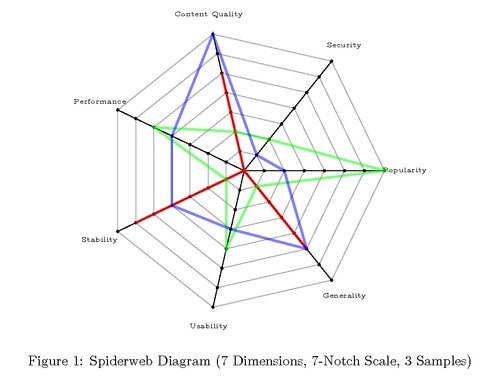 Content Quality
Security
Performance
Popularity
Stability
Generality
Usability
Figure 1: Spiderweb Diagram (7 Dimensions, 7-Notch Scale, 3 Samples)